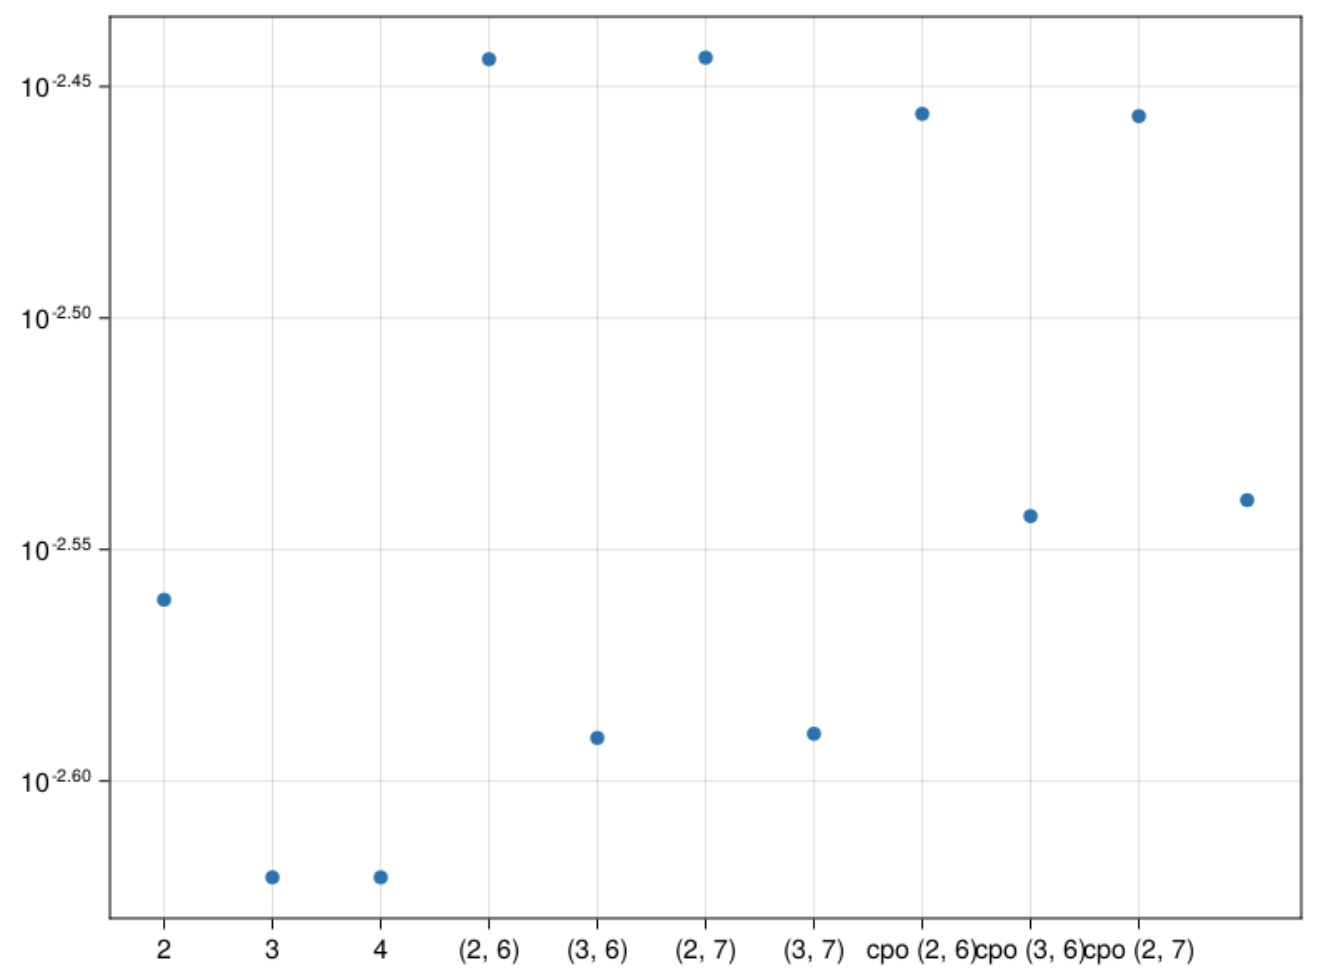 10-2.45
10-2.50
10-2.55
10-2.60
2 3 4 (2, 6) (3, 6) (2, 7) (3, 7) cpo (2, 6) cpo (3, 6) cpo (2, 7)